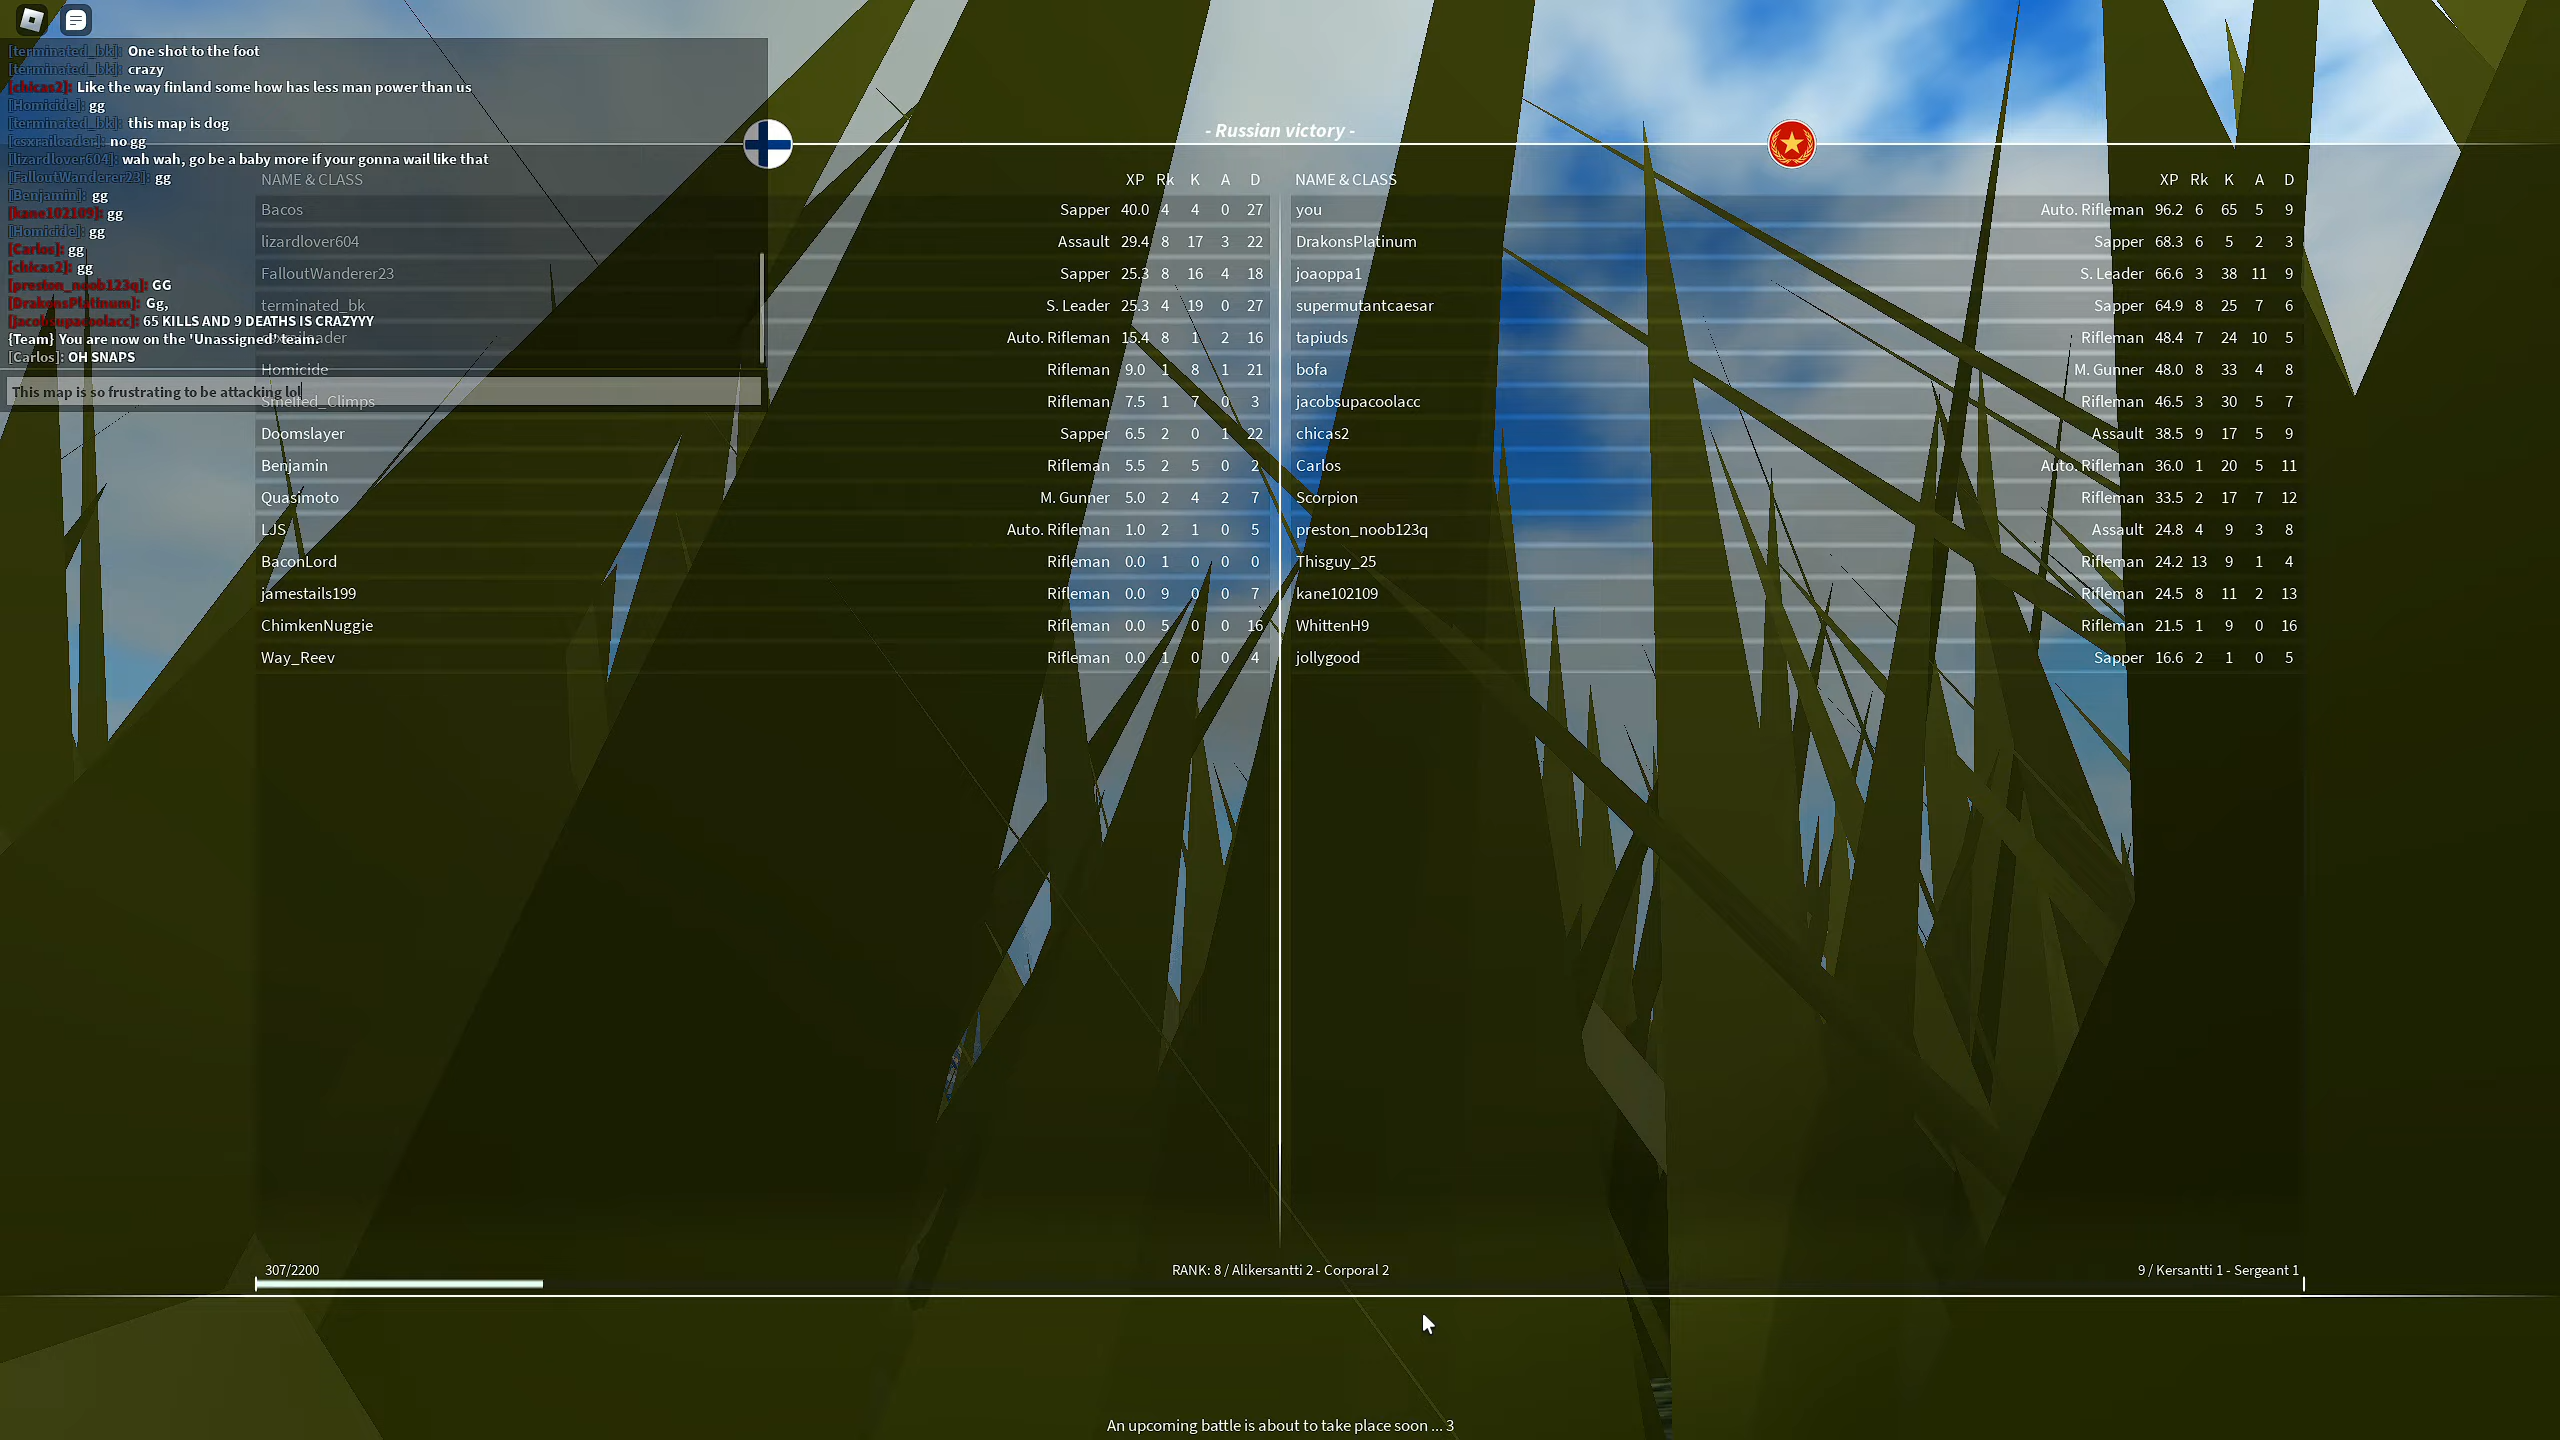 [terminated_bk]: One shot to the foot
[terminated_bk]: crazy
[chicas2]: Like the way finland some how has less man power than us
[Homicide]: gg
[terminated_bk]: this map is dog
[csxrailoader]: no gg
[lizardlover604]: wah wah, go be a baby more if your gonna wail like that
[FalloutWanderer23]: gg
[Benjamin]: gg
[kane102109]: gg
[Homicide]: gg
[Carlos]: gg
[chicas2]: gg
[preston_noob123q]: GG
[DrakonsPlatinum]: Gg,
[jacobsupacoolacc]: 65 KILLS AND 9 DEATHS IS CRAZYYY
{Team} You are now on the 'Unassigned' team.
[Carlos]: OH SNAPS
This map is so frustrating to be attacking lol
- Russian victory -
NAME & CLASS XP Rk K A D
Bacos Sapper 40.0 4 4 0 27
lizardlover604 Assault 29.4 8 17 3 22
FalloutWanderer23 Sapper 25.3 8 16 4 18
terminated_bk S. Leader 25.3 4 19 0 27
csxrailoader Auto. Rifleman 15.4 8 1 2 16
Homicide Rifleman 9.0 1 8 1 21
Smelled_Climps Rifleman 7.5 1 7 0 3
Doomslayer Sapper 6.5 2 0 1 22
Benjamin Rifleman 5.5 2 5 0 2
Quasimoto M. Gunner 5.0 2 4 2 7
LJS Auto. Rifleman 1.0 2 1 0 5
BaconLord Rifleman 0.0 1 0 0 0
jamestails199 Rifleman 0.0 9 0 0 7
ChimkenNuggie Rifleman 0.0 5 0 0 16
Way_Reev Rifleman 0.0 1 0 0 4
NAME & CLASS XP Rk K A D
you Auto. Rifleman 96.2 6 65 5 9
DrakonsPlatinum Sapper 68.3 6 5 2 3
joaoppa1 S. Leader 66.6 3 38 11 9
supermutantcaesar Sapper 64.9 8 25 7 6
tapiuds Rifleman 48.4 7 24 10 5
bofa M. Gunner 48.0 8 33 4 8
jacobsupacoolacc Rifleman 46.5 3 30 5 7
chicas2 Assault 38.5 9 17 5 9
Carlos Auto. Rifleman 36.0 1 20 5 11
Scorpion Rifleman 33.5 2 17 7 12
preston_noob123q Assault 24.8 4 9 3 8
Thisguy_25 Rifleman 24.2 13 9 1 4
kane102109 Rifleman 24.5 8 11 2 13
WhittenH9 Rifleman 21.5 1 9 0 16
jollygood Sapper 16.6 2 1 0 5
307/2200
RANK: 8 / Alikersantti 2 - Corporal 2
9 / Kersantti 1 - Sergeant 1
An upcoming battle is about to take place soon ... 3